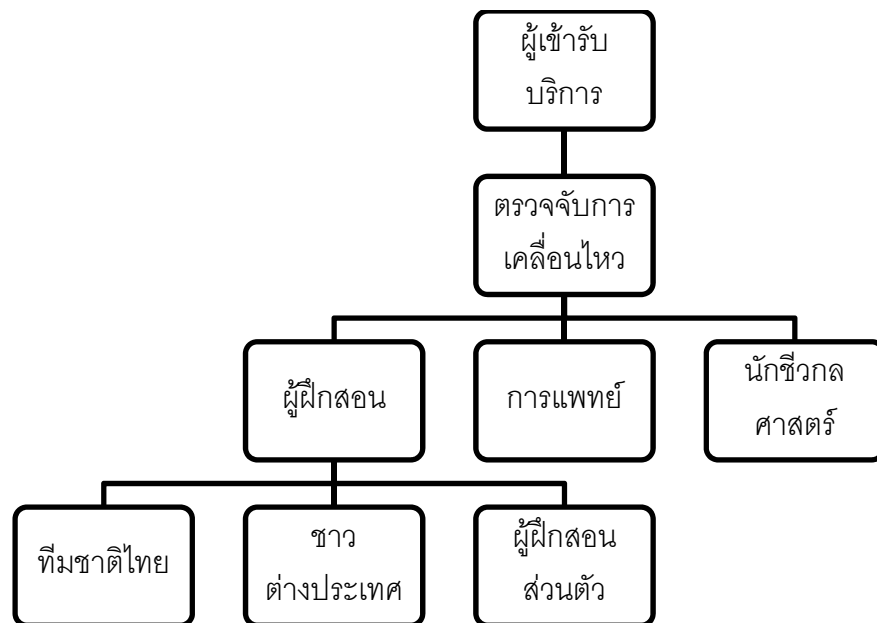 ผู้เข้ารับ
บริการ
ตรวจจับการ
เคลื่อนไหว
ผู้ฝึกสอน
การแพทย์
นักชีวกล
ศาสตร์
ทีมชาติไทย
ชาว
ต่างประเทศ
ผู้ฝึกสอน
ส่วนตัว